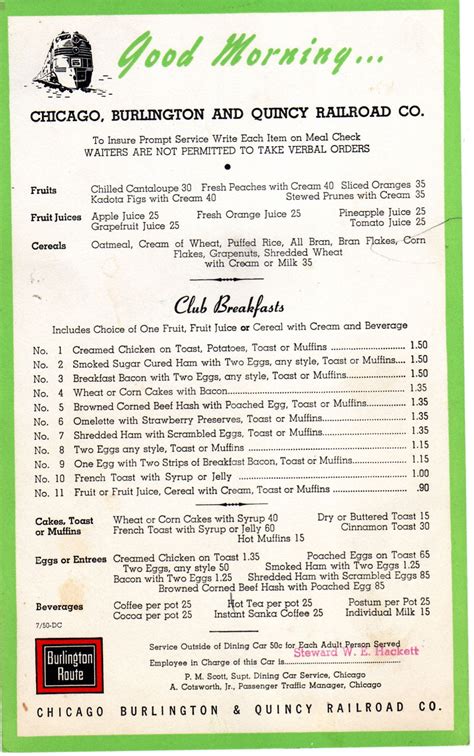 Good Morning...
CHICAGO, BURLINGTON AND QUINCY RAILROAD CO.
To Insure Prompt Service Write Each Item on Meal Check
WAITERS ARE NOT PERMITTED TO TAKE VERBAL ORDERS
Fruits Chilled Cantaloupe 30 Fresh Peaches with Cream 40 Sliced Oranges 35
Kadota Figs with Cream 40 Stewed Prunes with Cream 35
Fruit Juices Apple Juice 25 Fresh Orange Juice 25 Pineapple Juice 25
Grapefruit Juice 25 Tomato Juice 25
Cereals Oatmeal, Cream of Wheat, Puffed Rice, All Bran, Bran Flakes, Corn
Flakes, Grapenuts, Shredded Wheat
with Cream or Milk 35
Club Breakfasts
Includes Choice of One Fruit, Fruit Juice or Cereal with Cream and Beverage
No. 1 Creamed Chicken on Toast, Potatoes, Toast or Muffins 1.50
No. 2 Smoked Sugar Cured Ham with Two Eggs, any style, Toast or Muffins 1.50
No. 3 Breakfast Bacon with Two Eggs, any style, Toast or Muffins 1.50
No. 4 Wheat or Corn Cakes with Bacon 1.35
No. 5 Browned Corned Beef Hash with Poached Egg, Toast or Muffins 1.35
No. 6 Omelette with Strawberry Preserves, Toast or Muffins 1.35
No. 7 Shredded Ham with Scrambled Eggs, Toast or Muffins 1.35
No. 8 Two Eggs any style, Toast or Muffins 1.15
No. 9 One Egg with Two Strips of Breakfast Bacon, Toast or Muffins 1.15
No. 10 French Toast with Syrup or Jelly 1.00
No. 11 Fruit or Fruit Juice, Cereal with Cream, Toast or Muffins .90
Cakes, Toast Wheat or Corn Cakes with Syrup 40 Dry or Buttered Toast 15
or Muffins French Toast with Syrup or Jelly 60 Cinnamon Toast 30
Hot Muffins 15
Eggs or Entrees Creamed Chicken on Toast 1.35 Poached Eggs on Toast 65
Two Eggs, any style 50 Smoked Ham with Two Eggs 1.25
Bacon with Two Eggs 1.25 Shredded Ham with Scrambled Eggs 85
Browned Corned Beef Hash with Poached Egg 85
Beverages Coffee per pot 25 Hot Tea per pot 25 Postum per Pot 25
Cocoa per pot 25 Instant Sanka Coffee 25 Individual Milk 15
7/50-DC
Burlington
Route
Service Outside of Dining Car 50c for Each Adult Person Served
Steward W. E. Hackett
Employee in Charge of this Car is
P. M. Scott, Supt. Dining Car Service, Chicago
A. Cotsworth, Jr., Passenger Traffic Manager, Chicago
CHICAGO BURLINGTON & QUINCY RAILROAD CO.